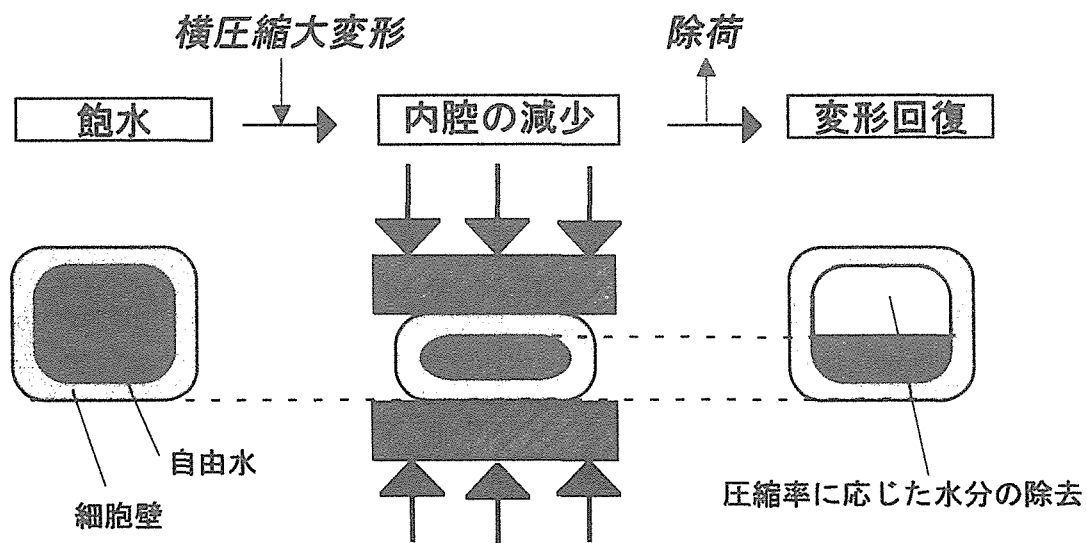 横圧縮大変形
除荷
飽水
内腔の減少
変形回復
自由水
細胞壁
圧縮率に応じた水分の除去